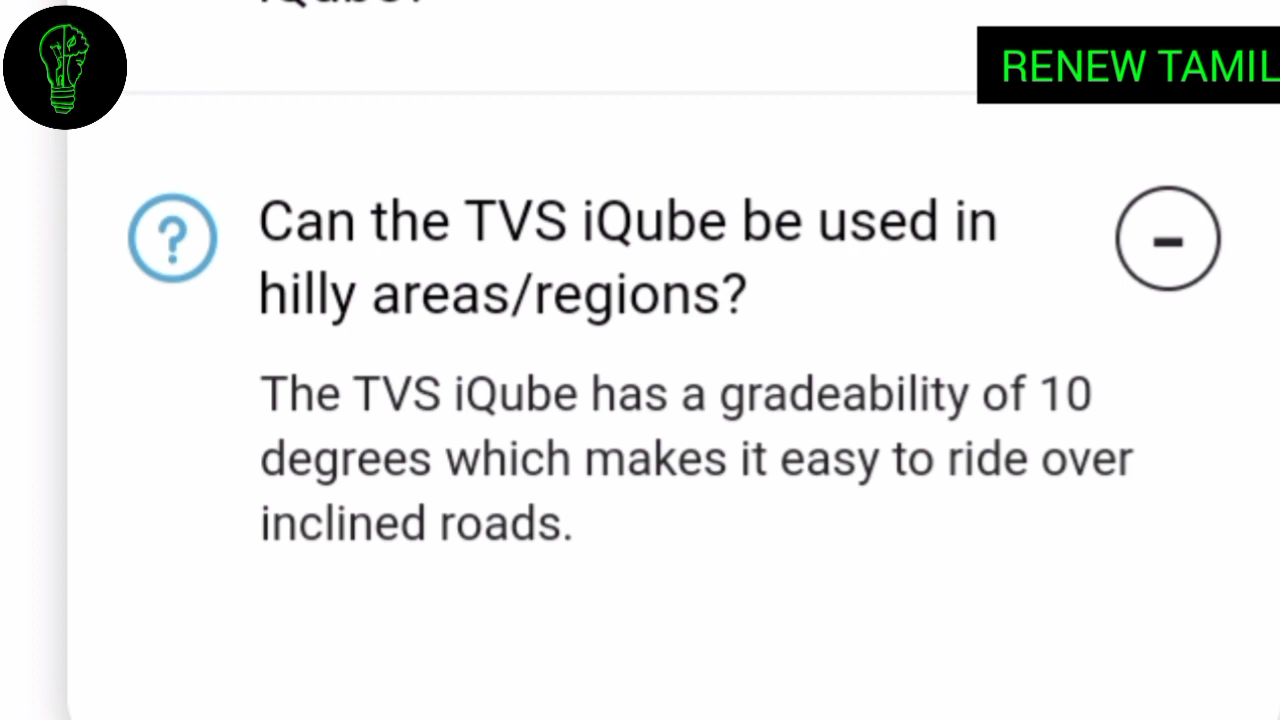 RENEW TAMIL
Can the TVS iQube be used in
hilly areas/regions?
The TVS iQube has a gradeability of 10
degrees which makes it easy to ride over
inclined roads.